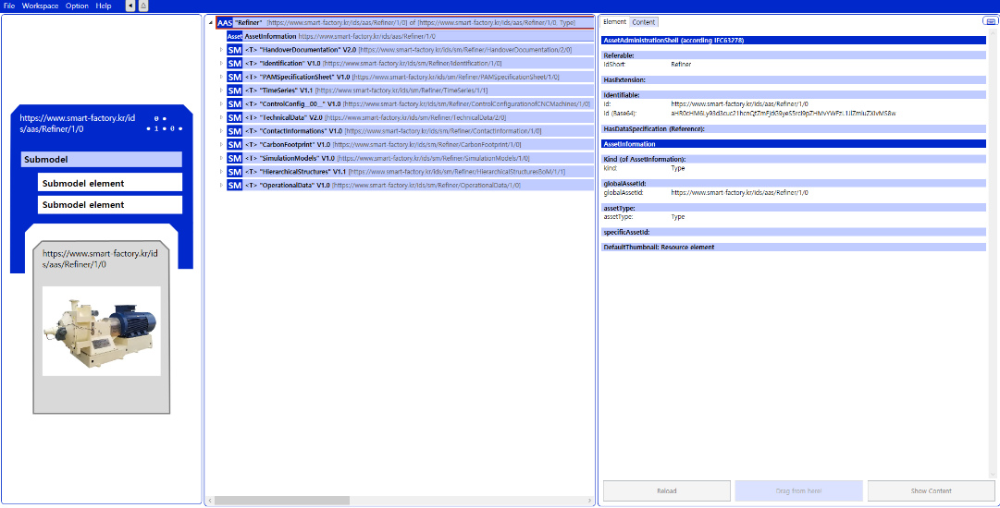 File Workspace Option Help
https://www.smart-factory.kr/id
s/aas/Refiner/1/0
0
1 0
Submodel
Submodel element
Submodel element
https://www.smart-factory.kr/id
s/aas/Refiner/1/0
AAS "Refiner" [https://www.smart-factory.kr/ids/aas/Refiner/1/0] of [https://www.smart-factory.kr/ids/aas/Refiner/1/0, Type]
Asset AssetInformation https://www.smart-factory.kr/ids/aas/Refiner/1/0
SM <T> "HandoverDocumentation" V2.0 [https://www.smart-factory.kr/ids/sm/Refiner/HandoverDocumentation/2/0]
SM <T> "Identification" V1.0 [https://www.smart-factory.kr/ids/sm/Refiner/Identification/1/0]
SM <T> "PAMSpecificationSheet" V1.0 [https://www.smart-factory.kr/ids/sm/Refiner/PAMSpecificationSheet/1/0]
SM <T> "TimeSeries" V1.1 [https://www.smart-factory.kr/ids/sm/Refiner/TimeSeries/1/1]
SM <T> "ControlConfig__00__" V1.0 [https://www.smart-factory.kr/ids/sm/Refiner/ControlConfigurationofCNCMachines/1/0]
SM <T> "TechnicalData" V2.0 [https://www.smart-factory.kr/ids/sm/Refiner/TechnicalData/2/0]
SM <T> "ContactInformations" V1.0 [https://www.smart-factory.kr/ids/sm/Refiner/ContactInformation/1/0]
SM <T> "CarbonFootprint" V1.0 [https://www.smart-factory.kr/ids/sm/Refiner/CarbonFootprint/1/0]
SM <T> "SimulationModels" V1.0 [https://www.smart-factory.kr/ids/sm/Refiner/SimulationModels/1/0]
SM <T> "HierarchicalStructures" V1.1 [https://www.smart-factory.kr/ids/sm/Refiner/HierarchicalStructuresBoM/1/1]
SM <T> "OperationalData" V1.0 [https://www.smart-factory.kr/ids/sm/Refiner/OperationalData/1/0]
Element Content
AssetAdministrationShell (according IEC63278)
Referable:
idShort: Refiner
HasExtension:
Identifiable:
id: https://www.smart-factory.kr/ids/aas/Refiner/1/0
id (Base64):
HasDataSpecification (Reference):
AssetInformation
Kind (of AssetInformation):
kind: Type
globalAssetId:
globalAssetId: https://www.smart-factory.kr/ids/aas/Refiner/1/0
assetType:
assetType: Type
specificAssetId:
DefaultThumbnail: Resource element
Reload Drag from here! Show Content